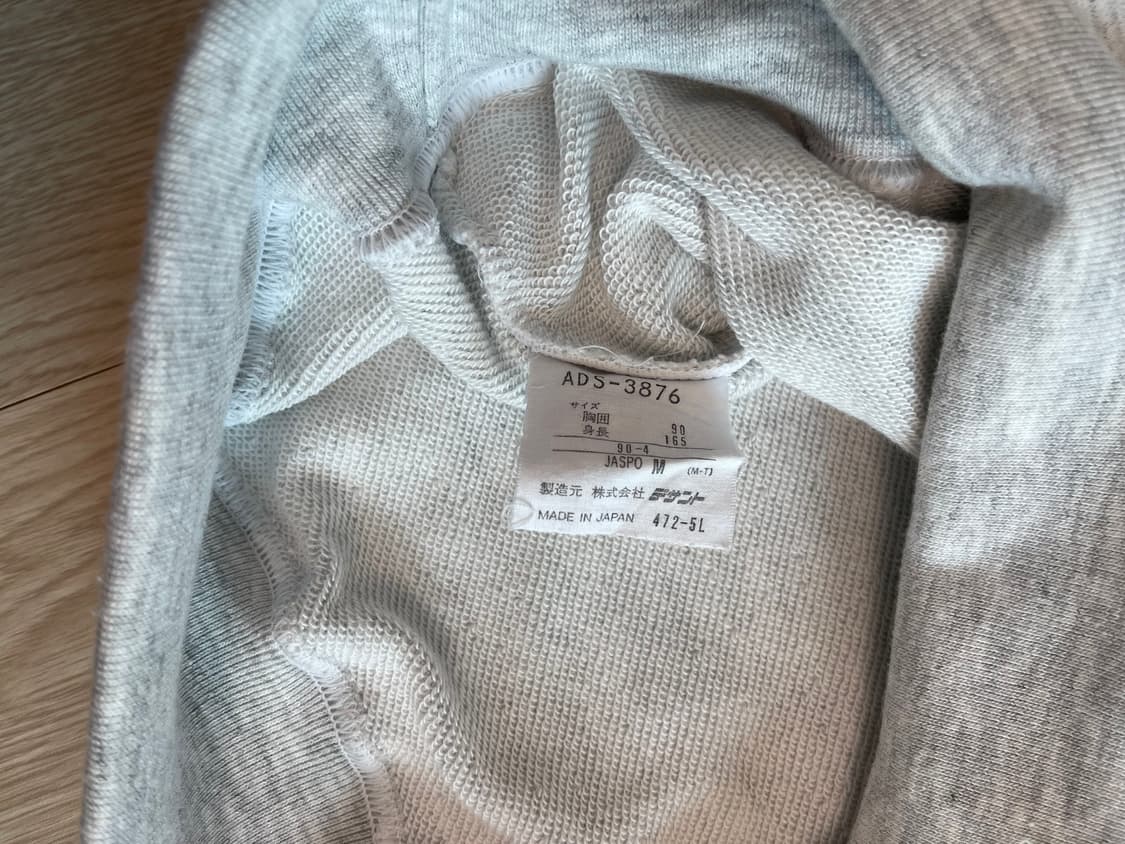 ADS-3876
サイズ
胸囲 90
身長 165
90-4
JASPO M (M-T)
製造元 株式会社 デサント
MADE IN JAPAN 472-5L